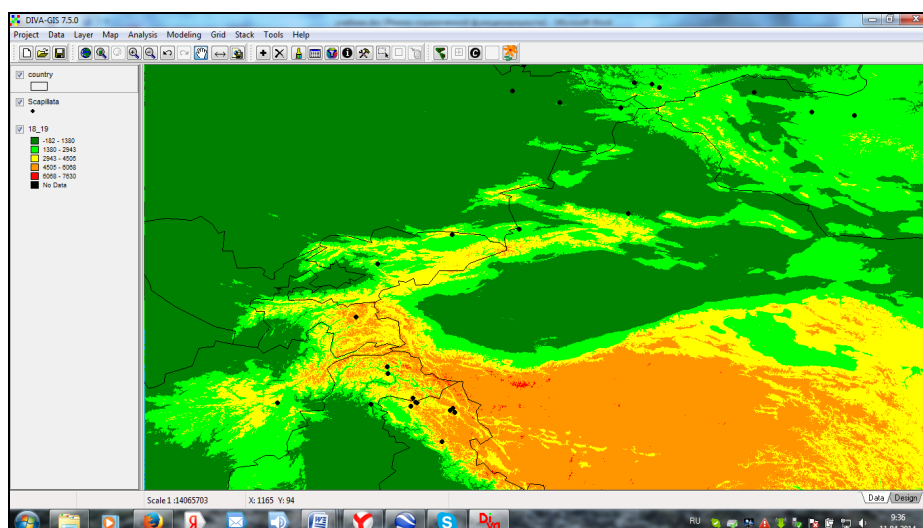 DIVA-GIS 7.5.0
Project Data Layer Map Analysis Modeling Grid Stack Tools Help
country
Scapillata
18_19
-182 - 1380
1380 - 2943
2943 - 4505
4505 - 6068
6068 - 7630
No Data
Scale 1 :14065703 X: 1165 Y: 94
Data Design
RU 9:36